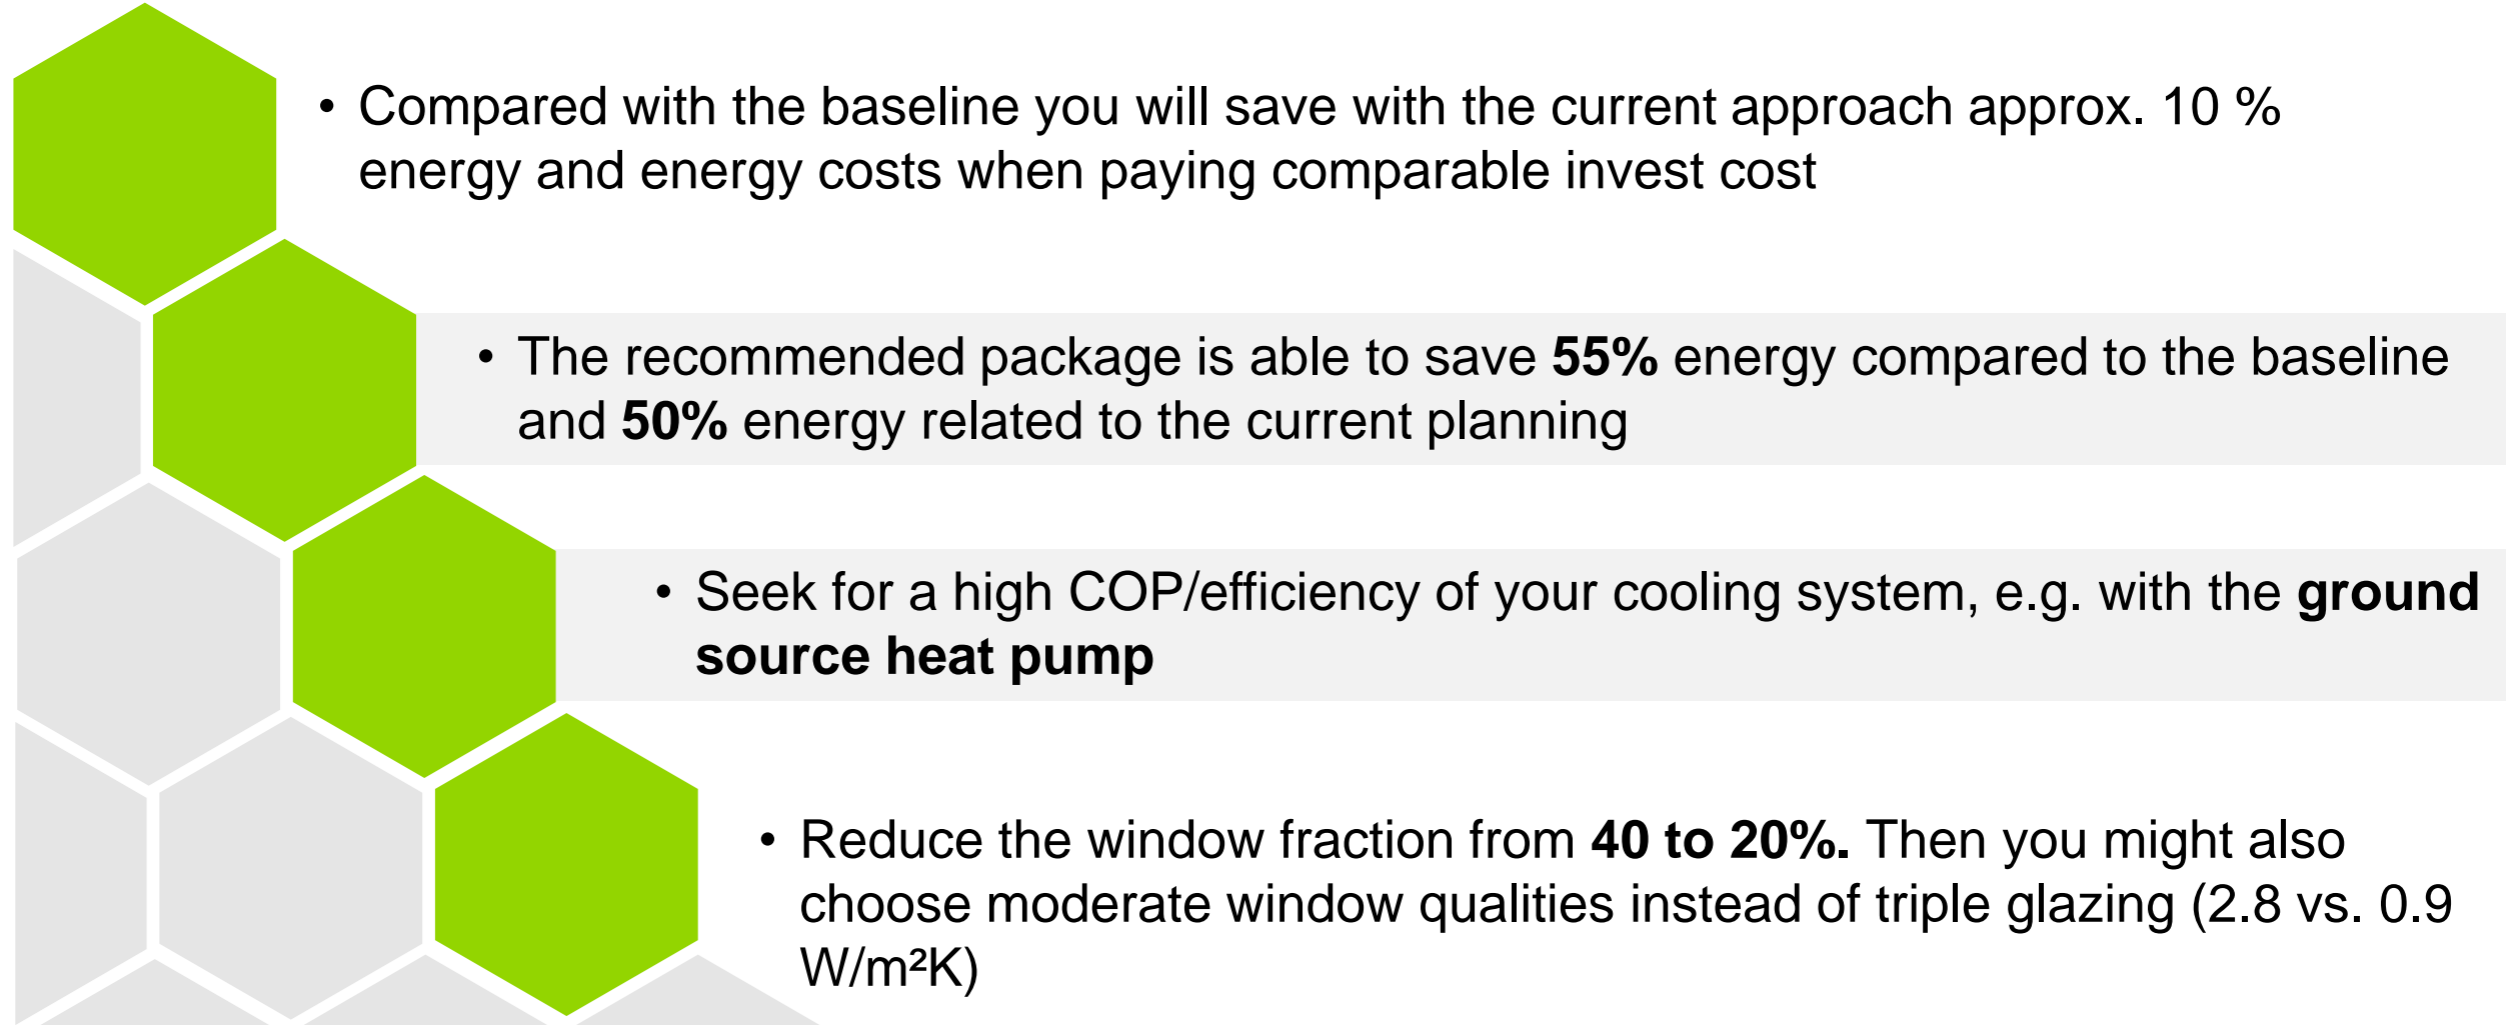 • Compared with the baseline you will save with the current approach approx. 10 %
energy and energy costs when paying comparable invest cost
• The recommended package is able to save 55% energy compared to the baseline
and 50% energy related to the current planning
• Seek for a high COP/efficiency of your cooling system, e.g. with the ground
source heat pump
• Reduce the window fraction from 40 to 20%. Then you might also
choose moderate window qualities instead of triple glazing (2.8 vs. 0.9
W/m²K)